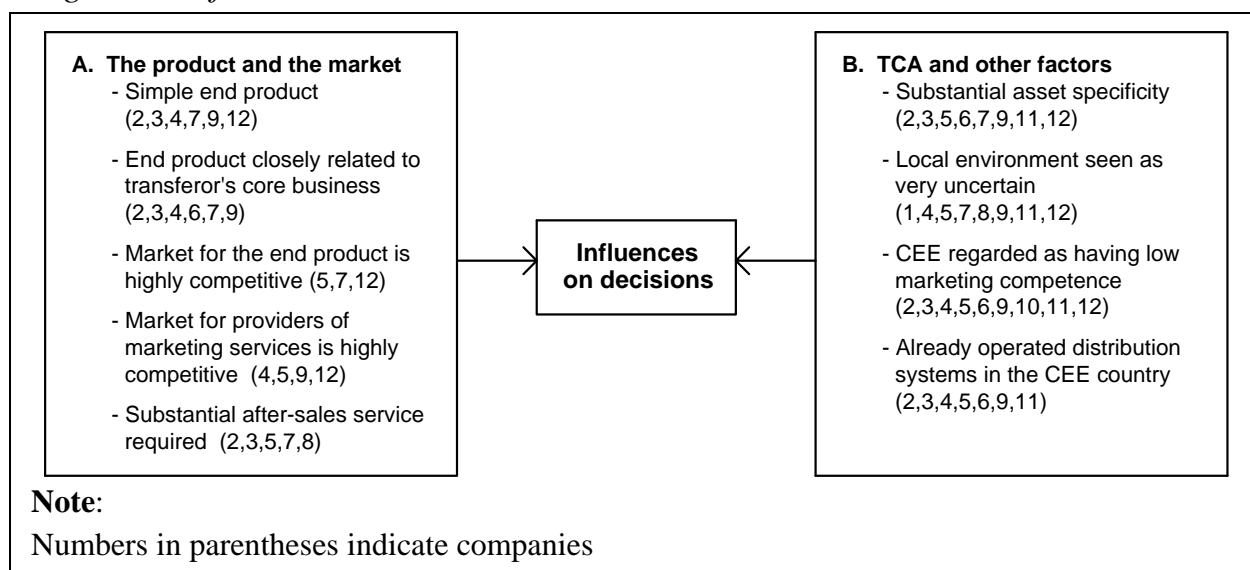 A. The product and the market
- Simple end product
(2,3,4,7,9,12)
- End product closely related to
transferor's core business
(2,3,4,6,7,9)
- Market for the end product is
highly competitive (5,7,12)
- Market for providers of
marketing services is highly
competitive (4,5,9,12)
- Substantial after-sales service
required (2,3,5,7,8)
Influences
on decisions
B. TCA and other factors
- Substantial asset specificity
(2,3,5,6,7,9,11,12)
- Local environment seen as
very uncertain
(1,4,5,7,8,9,11,12)
- CEE regarded as having low
marketing competence
(2,3,4,5,6,9,10,11,12)
- Already operated distribution
systems in the CEE country
(2,3,4,5,6,9,11)
Note:
Numbers in parentheses indicate companies